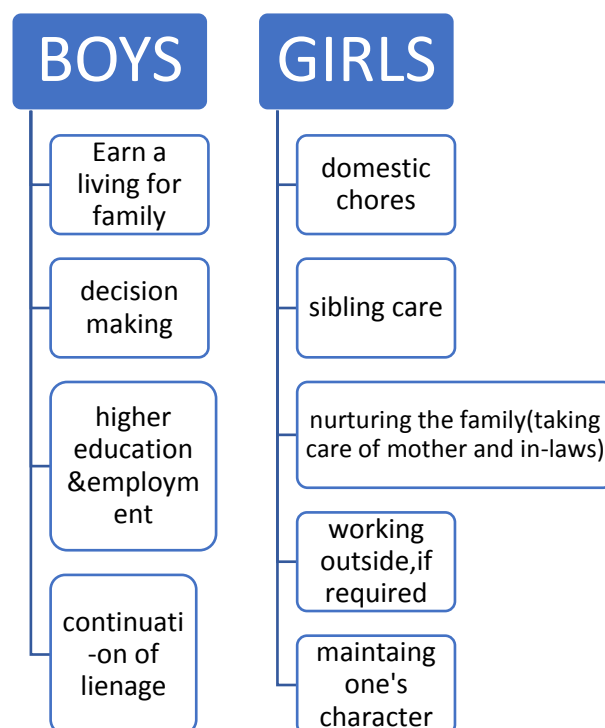 BOYS
Earn a
living for
family
decision
making
higher
education
&employm
ent
continuati
-on of
lienage
GIRLS
domestic
chores
sibling care
nurturing the family(taking
care of mother and in-laws)
working
outside,if
required
maintaing
one's
character